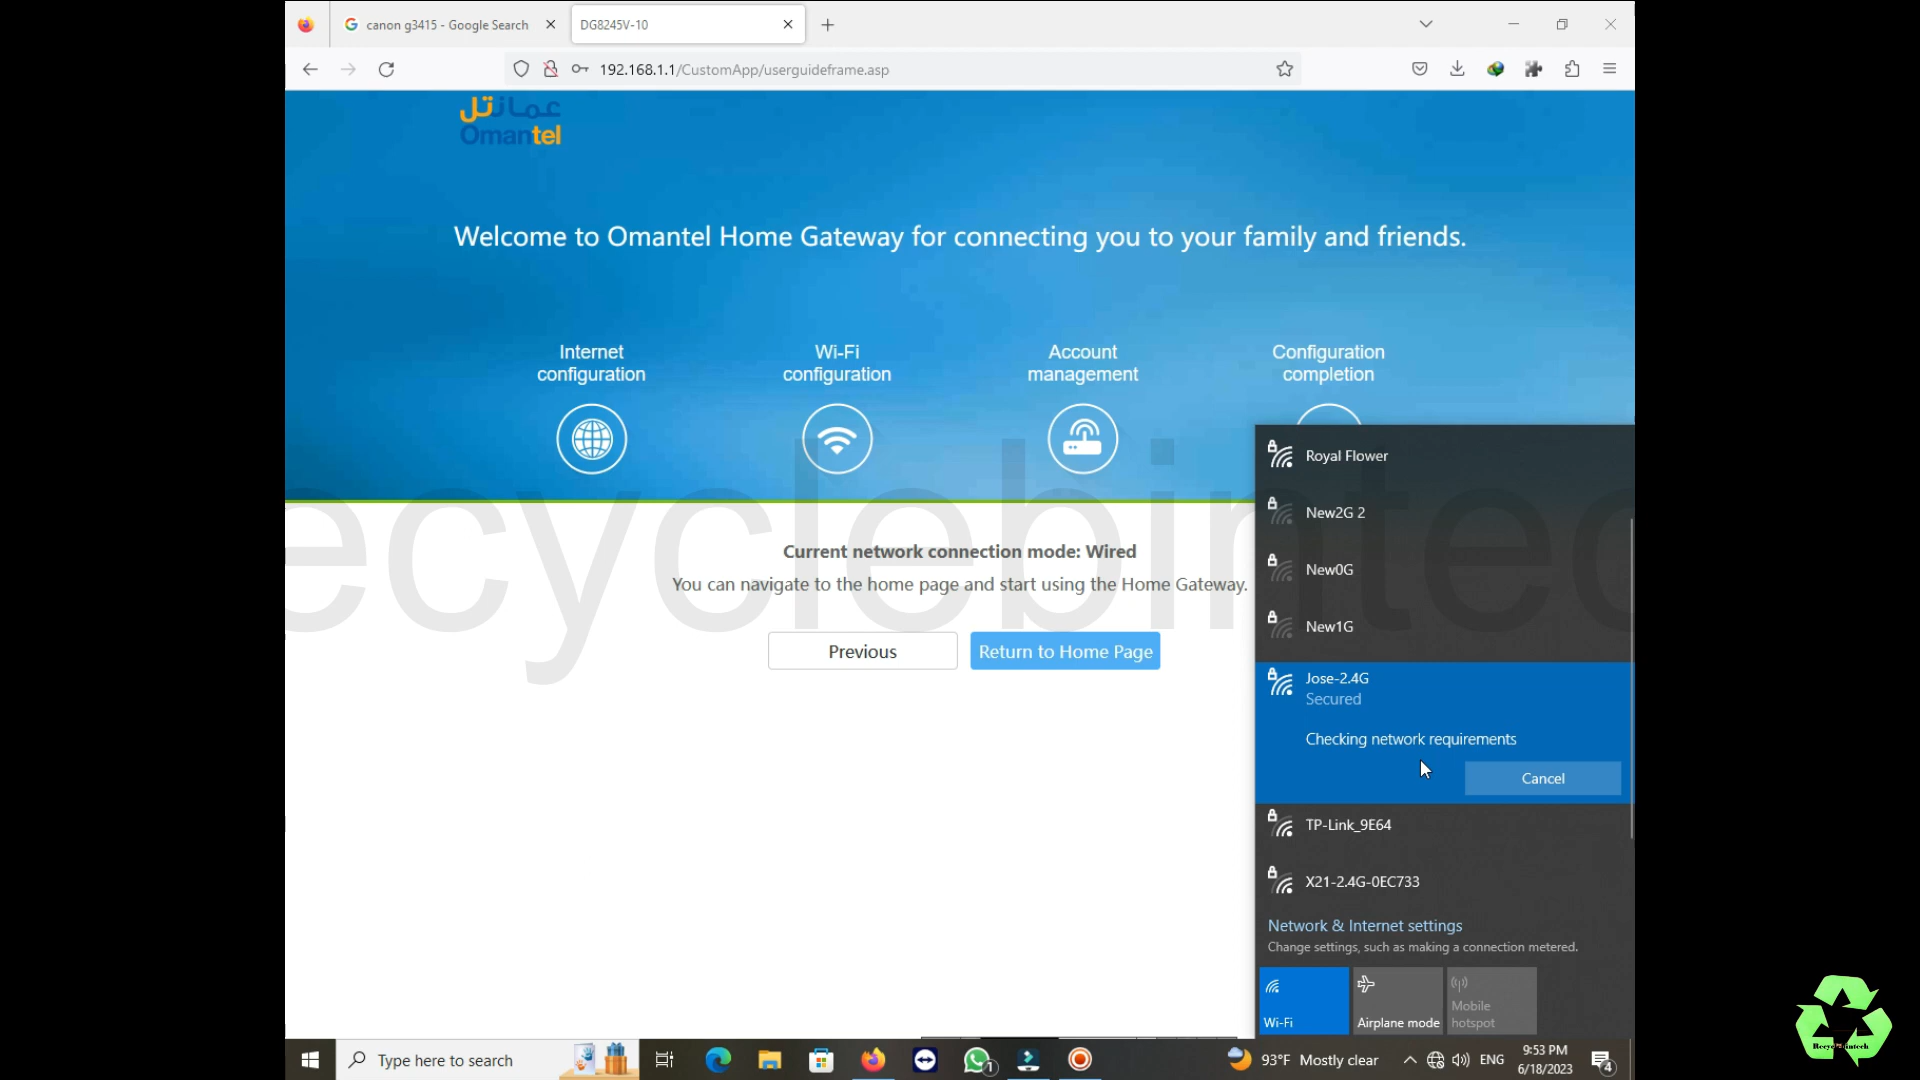 canon g3415 - Google Search
DG8245V-10
192.168.1.1/CustomApp/userguideframe.asp
عمانتل
Omantel
Welcome to Omantel Home Gateway for connecting you to your family and friends.
Internet
configuration
Wi-Fi
configuration
Account
management
Configuration
completion
ecyclebintec
Current network connection mode: Wired
You can navigate to the home page and start using the Home Gateway.
Previous
Return to Home Page
Royal Flower
New2G 2
New0G
New1G
Jose-2.4G
Secured
Checking network requirements
Cancel
TP-Link_9E64
X21-2.4G-0EC733
Network & Internet settings
Change settings, such as making a connection metered.
Wi-Fi
Airplane mode
Mobile
hotspot
Type here to search
1
93°F Mostly clear
ENG
9:53 PM
6/18/2023
4